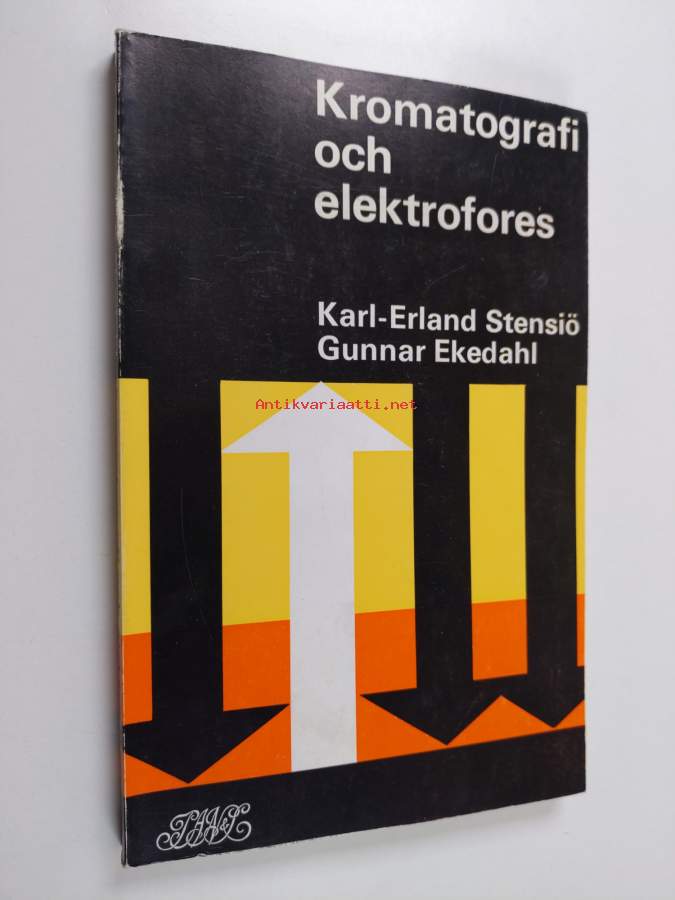 Kromatografi
och
elektrofores
Karl-Erland Stensiö
Gunnar Ekedahl
Antikvariaatti.net